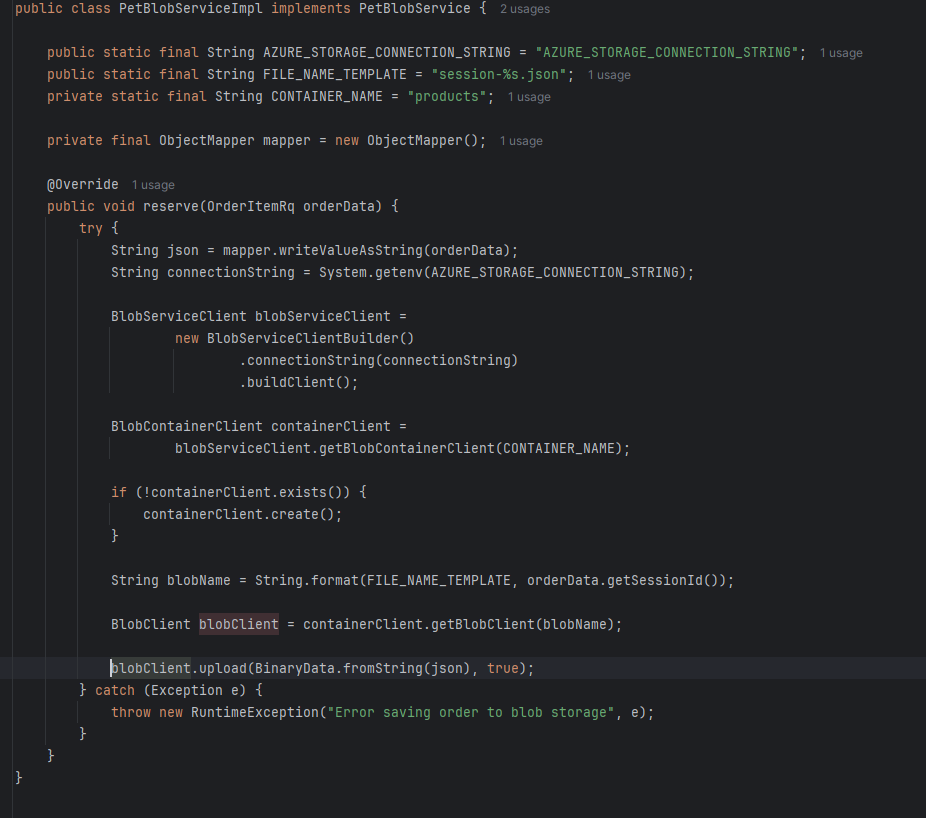 public class PetBlobServiceImpl implements PetBlobService {  2 usages
public static final String AZURE_STORAGE_CONNECTION_STRING = "AZURE_STORAGE_CONNECTION_STRING";  1 usage
public static final String FILE_NAME_TEMPLATE = "session-%s.json";  1 usage
private static final String CONTAINER_NAME = "products";  1 usage
private final ObjectMapper mapper = new ObjectMapper();  1 usage
@Override  1 usage
public void reserve(OrderItemRq orderData) {
try {
String json = mapper.writeValueAsString(orderData);
String connectionString = System.getenv(AZURE_STORAGE_CONNECTION_STRING);
BlobServiceClient blobServiceClient =
new BlobServiceClientBuilder()
.connectionString(connectionString)
.buildClient();
BlobContainerClient containerClient =
blobServiceClient.getBlobContainerClient(CONTAINER_NAME);
if (!containerClient.exists()) {
containerClient.create();
}
String blobName = String.format(FILE_NAME_TEMPLATE, orderData.getSessionId());
BlobClient blobClient = containerClient.getBlobClient(blobName);
blobClient.upload(BinaryData.fromString(json), true);
} catch (Exception e) {
throw new RuntimeException("Error saving order to blob storage", e);
}
}
}